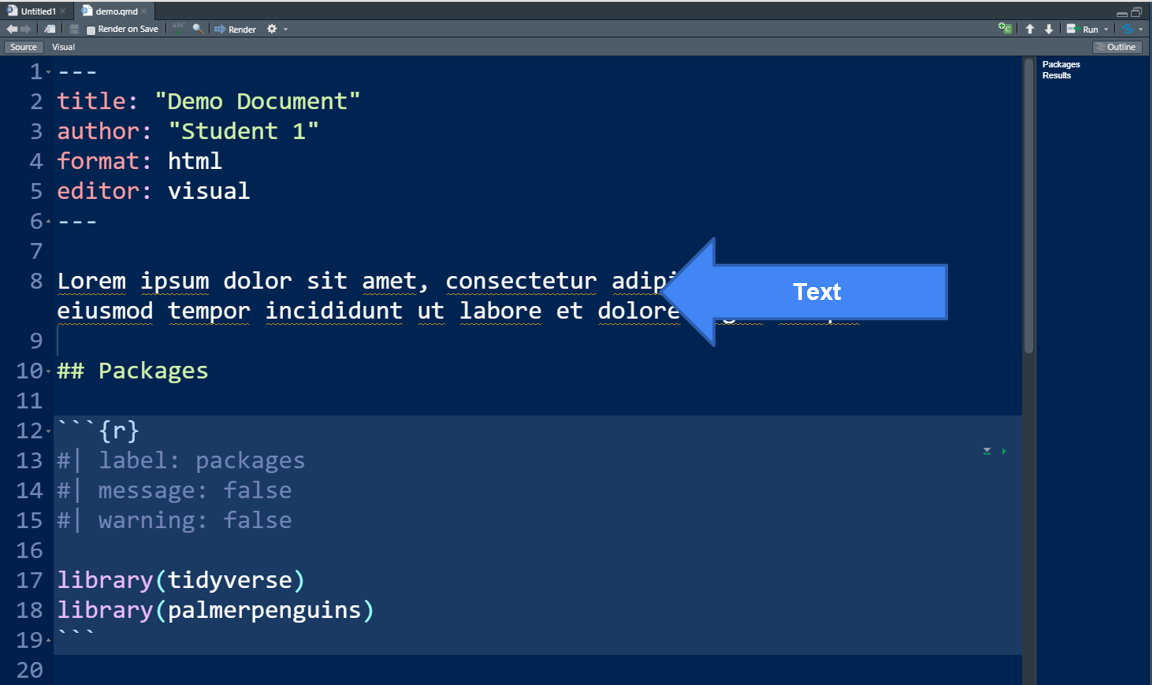 Untitled1 demo.qmd
Render on Save ABC Render Run
Source Visual Outline
Packages
Results
1 ---
2 title: "Demo Document"
3 author: "Student 1"
4 format: html
5 editor: visual
6 ---
7
8 Lorem ipsum dolor sit amet, consectetur
eiusmod tempor incididunt ut labore et dolore
Text
9
10 ## Packages
11
12 ```{r}
13 #| label: packages
14 #| message: false
15 #| warning: false
16
17 library(tidyverse)
18 library(palmerpenguins)
19 ```
20